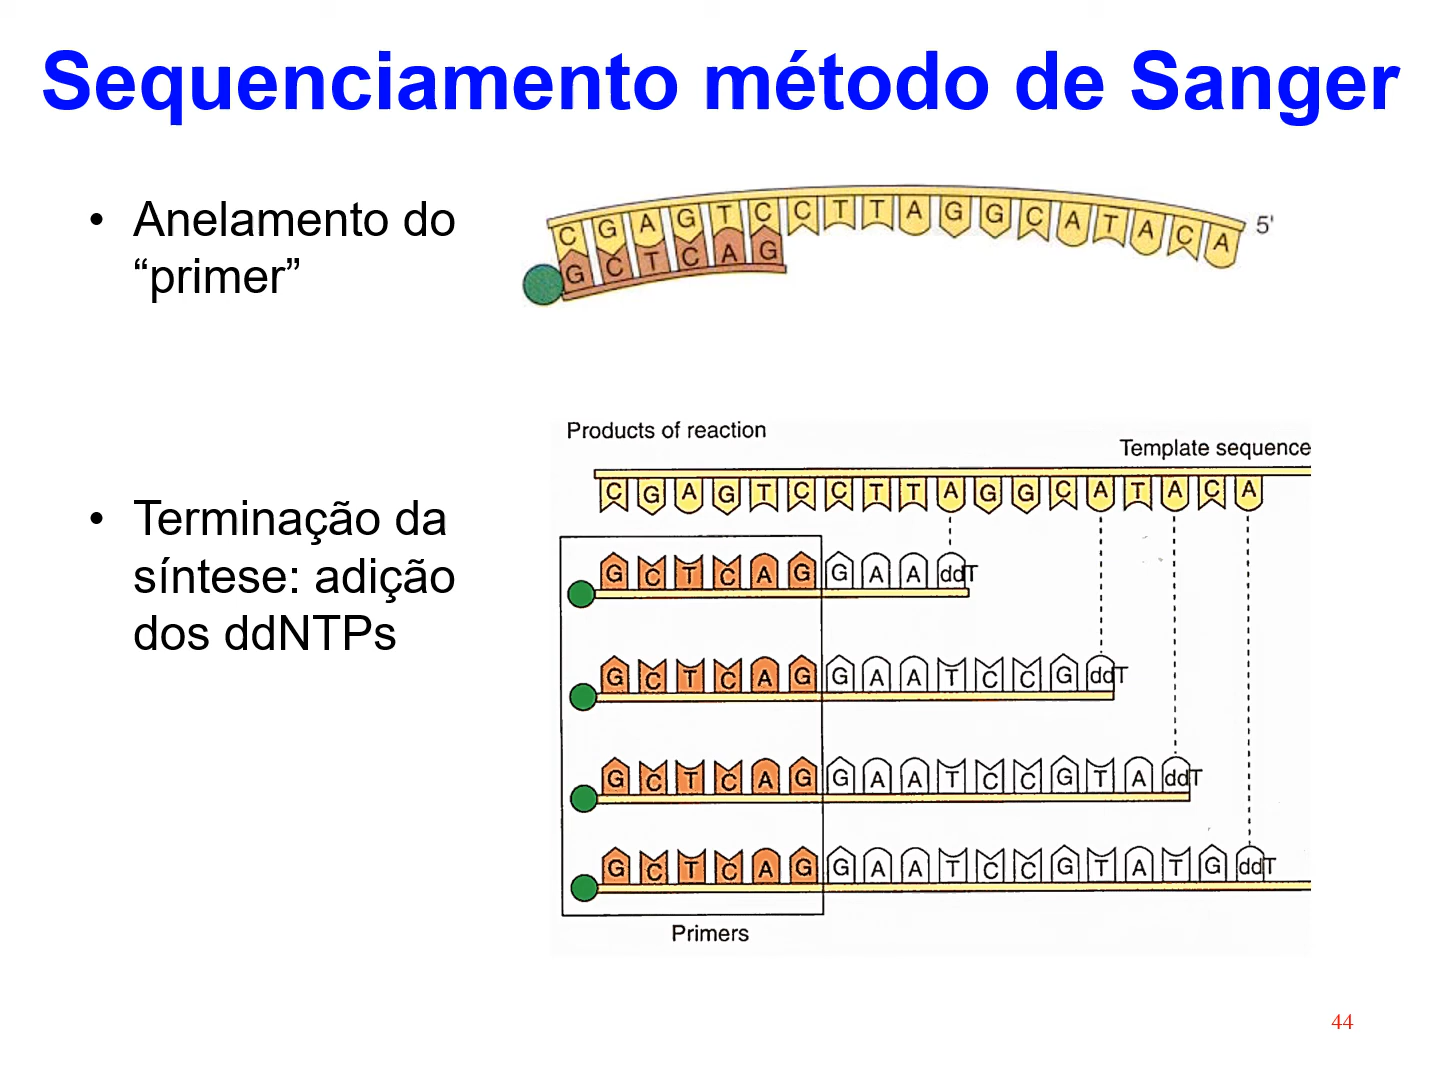 Sequenciamento método de Sanger
• Anelamento do
“primer”
C G A G T C C T T A G G C A T A C A 5'
G C T C A G
• Terminação da
síntese: adição
dos ddNTPs
Products of reaction
Template sequence
C G A G T C C T T A G G C A T A C A
G C T C A G G A A ddT
G C T C A G G A A T C C G ddT
G C T C A G G A A T C C G T A ddT
G C T C A G G A A T C C G T A T G ddT
Primers
44